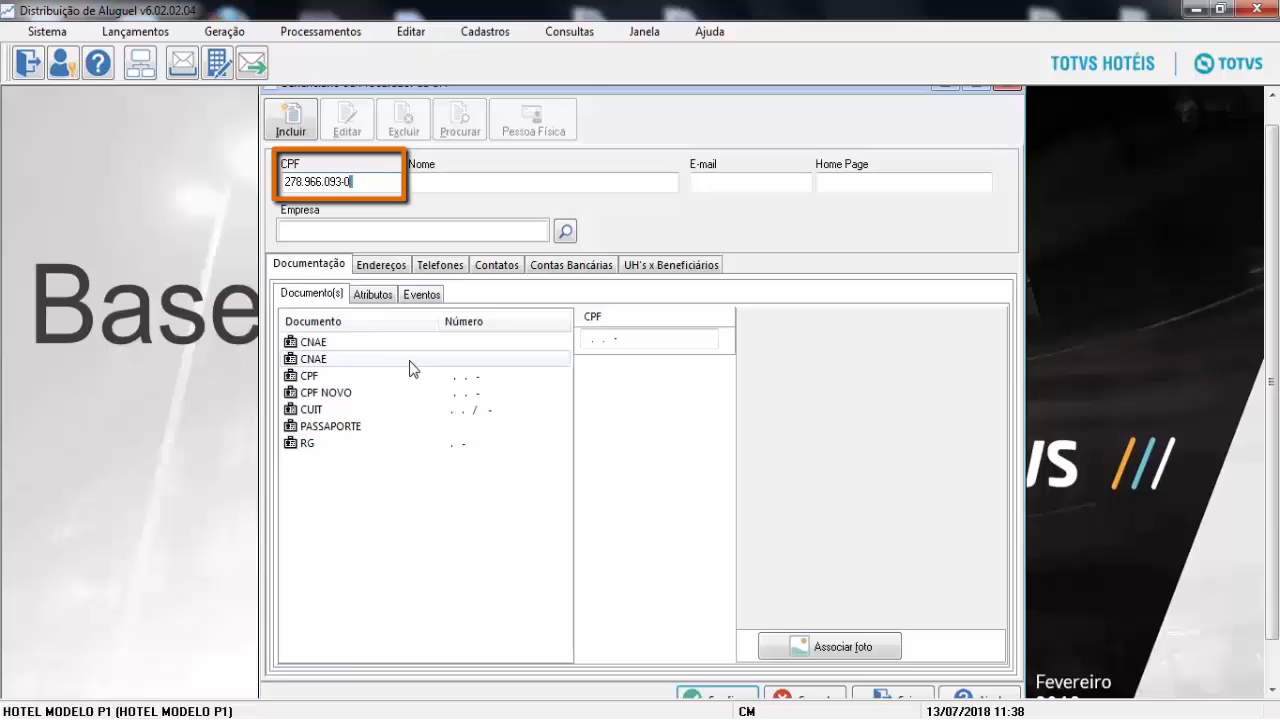 Distribuição de Aluguel v6.02.02.04
Sistema Lançamentos Geração Processamentos Editar Cadastros Consultas Janela Ajuda
TOTVS HOTÉIS TOTVS
Incluir Editar Excluir Procurar Pessoa Física
CPF Nome E-mail Home Page
278.966.093-0
Empresa
Documentação Endereços Telefones Contatos Contas Bancárias UH's x Beneficiários
Documento(s) Atributos Eventos
Documento Número CPF
. . -
CNAE
CNAE
CPF . . -
CPF NOVO . . -
CUIT . . / -
PASSAPORTE
RG . -
Base
VS
Associar foto
Fevereiro
HOTEL MODELO P1 (HOTEL MODELO P1) CM 13/07/2018 11:38